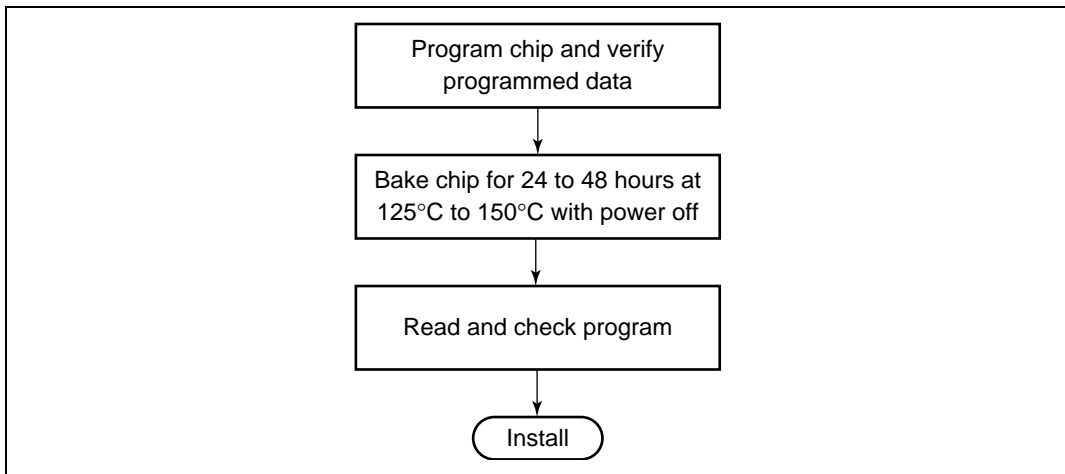 Program chip and verify
programmed data
Bake chip for 24 to 48 hours at
125°C to 150°C with power off
Read and check program
Install